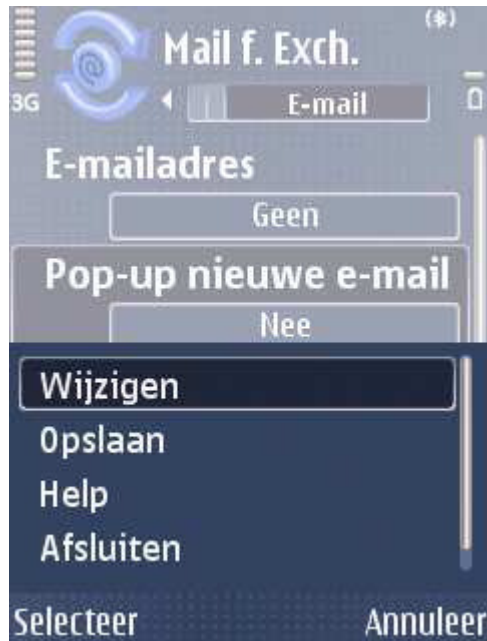 Mail f. Exch.
3G
E-mail
E-mailadres
Geen
Pop-up nieuwe e-mail
Nee
Wijzigen
Opslaan
Help
Afsluiten
Selecteer Annuleer